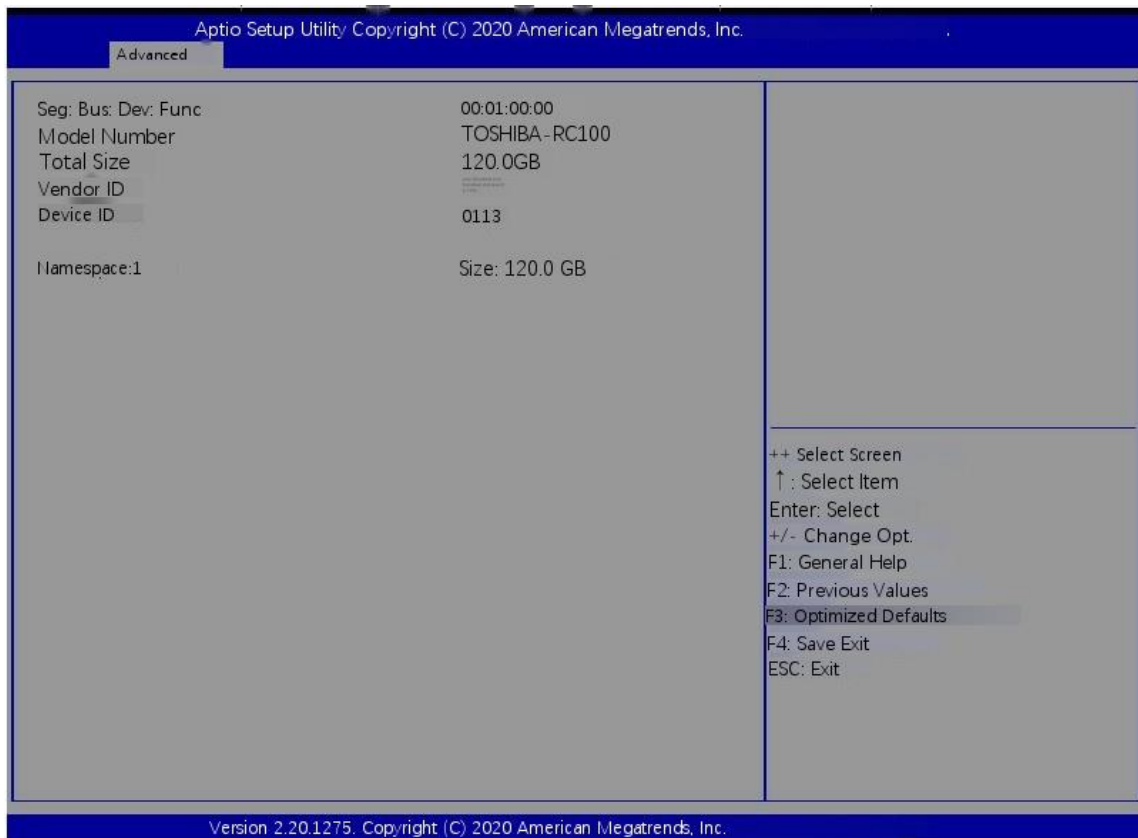 Aptio Setup Utility Copyright (C) 2020 American Megatrends, Inc.
Advanced
Seg: Bus: Dev: Func 00:01:00:00
Model Number TOSHIBA-RC100
Total Size 120.0GB
Vendor ID
Device ID 0113
Namespace:1 Size: 120.0 GB
++ Select Screen
↑ : Select Item
Enter: Select
+/- Change Opt.
F1: General Help
F2: Previous Values
F3: Optimized Defaults
F4: Save Exit
ESC: Exit
Version 2.20.1275. Copyright (C) 2020 American Megatrends, Inc.